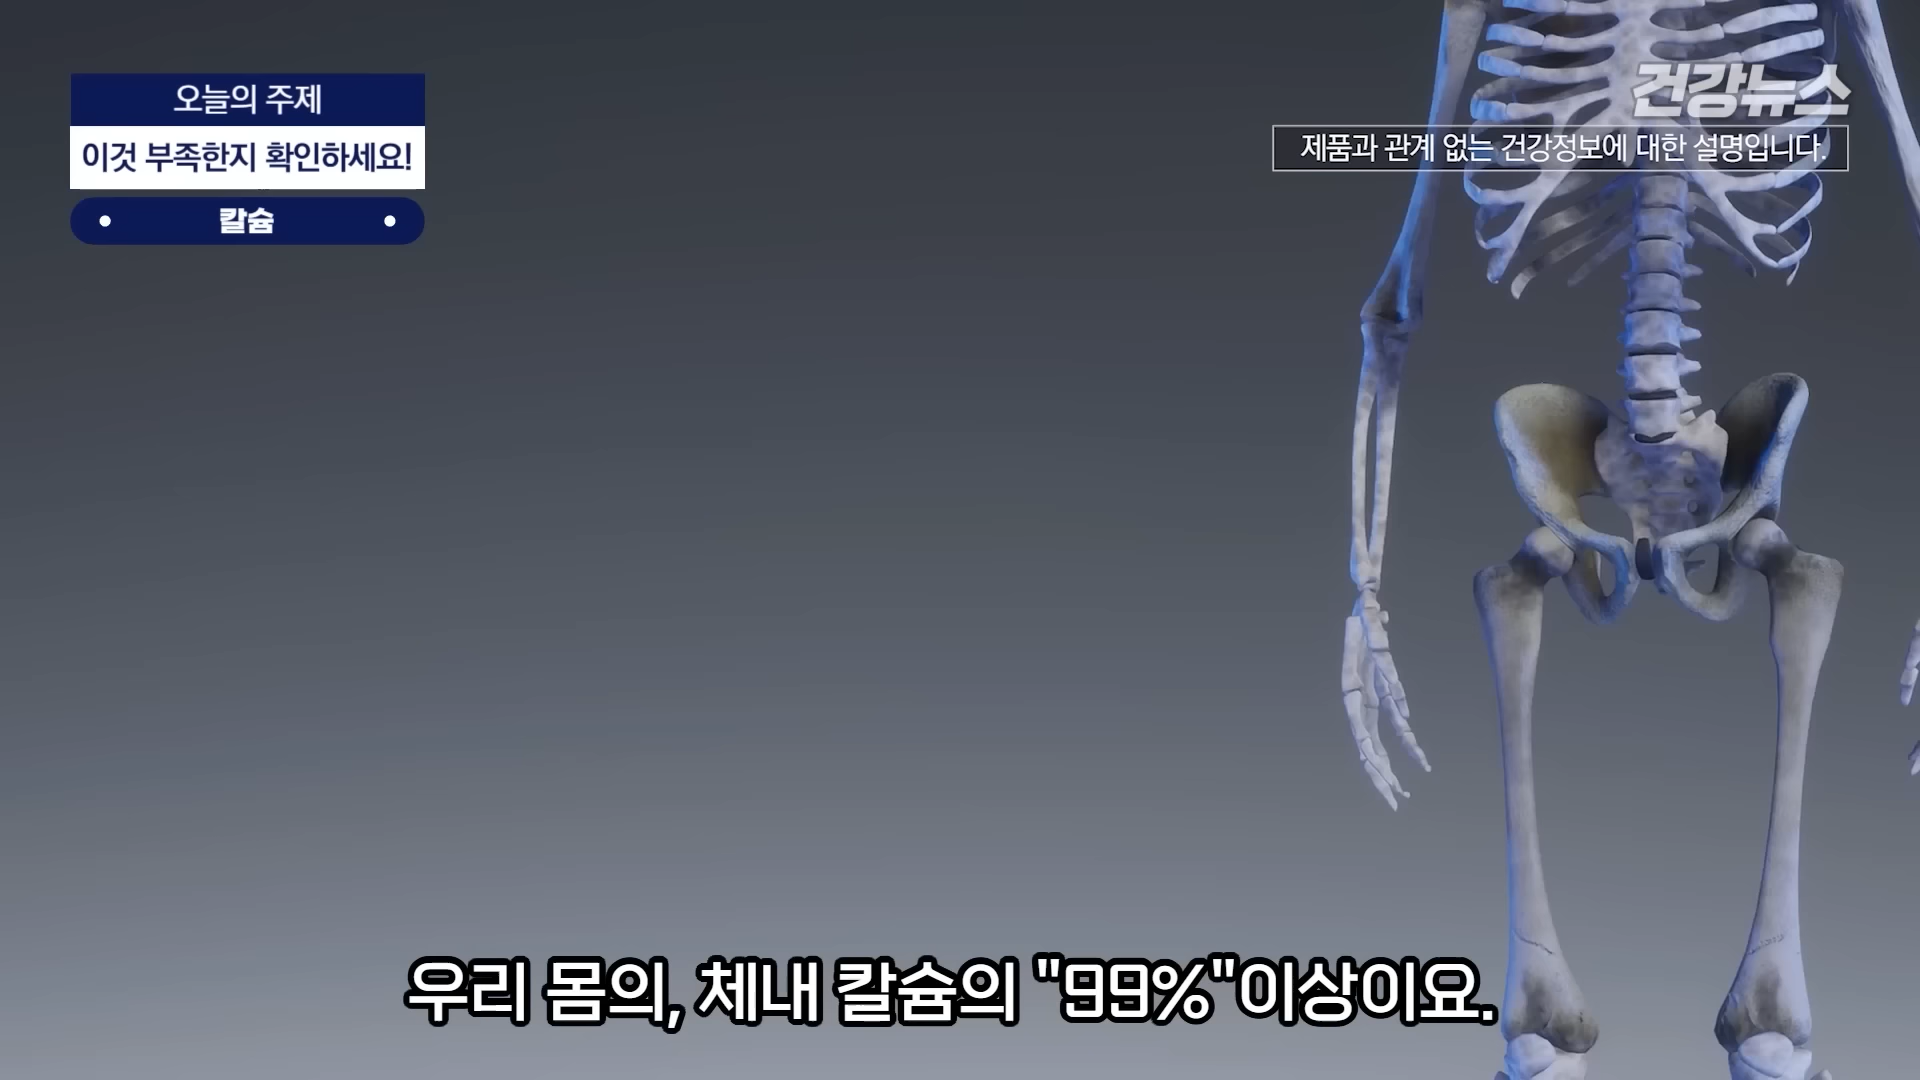 오늘의 주제
이것 부족한지 확인하세요!
칼슘
건강뉴스
제품과 관계 없는 건강정보에 대한 설명입니다.
우리 몸의, 체내 칼슘의 "99%"이상이요.